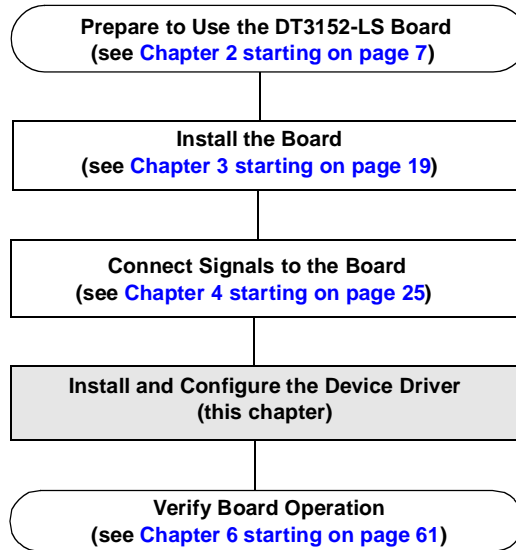 Prepare to Use the DT3152-LS Board
(see Chapter 2 starting on page 7)
Install the Board
(see Chapter 3 starting on page 19)
Connect Signals to the Board
(see Chapter 4 starting on page 25)
Install and Configure the Device Driver
(this chapter)
Verify Board Operation
(see Chapter 6 starting on page 61)